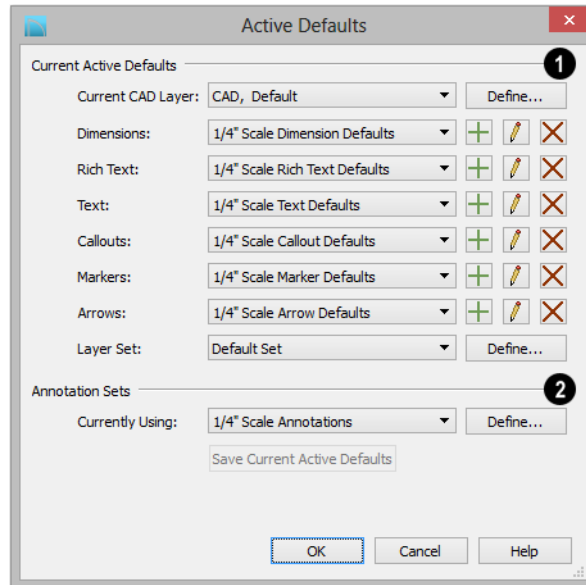 Active Defaults
Current Active Defaults 1
Current CAD Layer: CAD, Default Define...
Dimensions: 1/4" Scale Dimension Defaults
Rich Text: 1/4" Scale Rich Text Defaults
Text: 1/4" Scale Text Defaults
Callouts: 1/4" Scale Callout Defaults
Markers: 1/4" Scale Marker Defaults
Arrows: 1/4" Scale Arrow Defaults
Layer Set: Default Set Define...
Annotation Sets 2
Currently Using: 1/4" Scale Annotations Define...
Save Current Active Defaults
OK Cancel Help